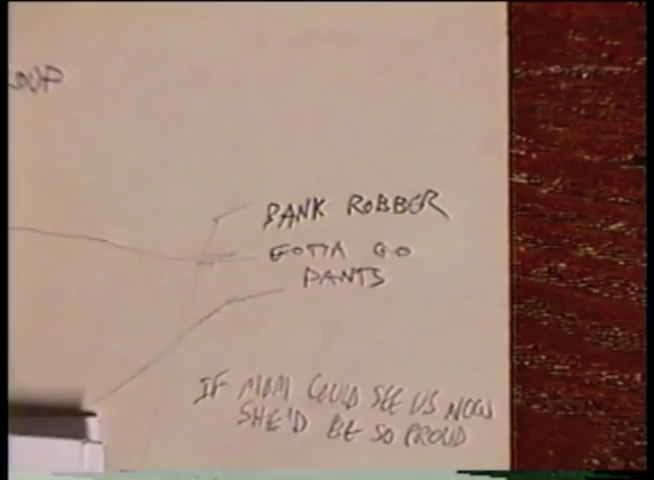 BANK ROBBER
GOTTA GO
PANTS
IF MOM COULD SEE US NOW
SHE'D BE SO PROUD